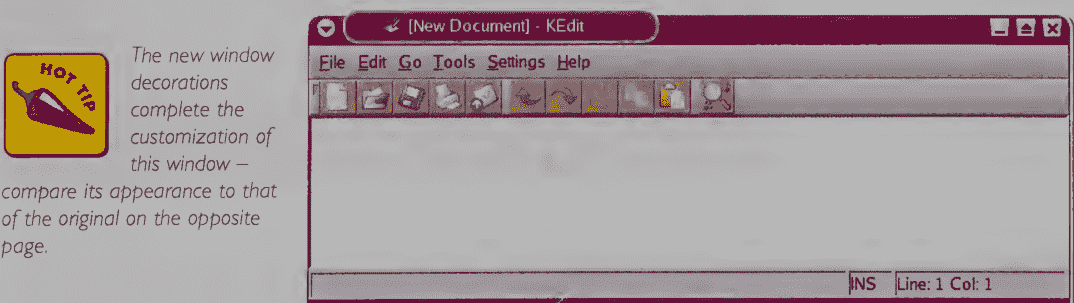 HOT TIP
The new window
decorations
complete the
customization of
this window –
compare its appearance to that
of the original on the opposite
page.
[New Document] - KEdit
File Edit Go Tools Settings Help
INS Line: 1 Col: 1